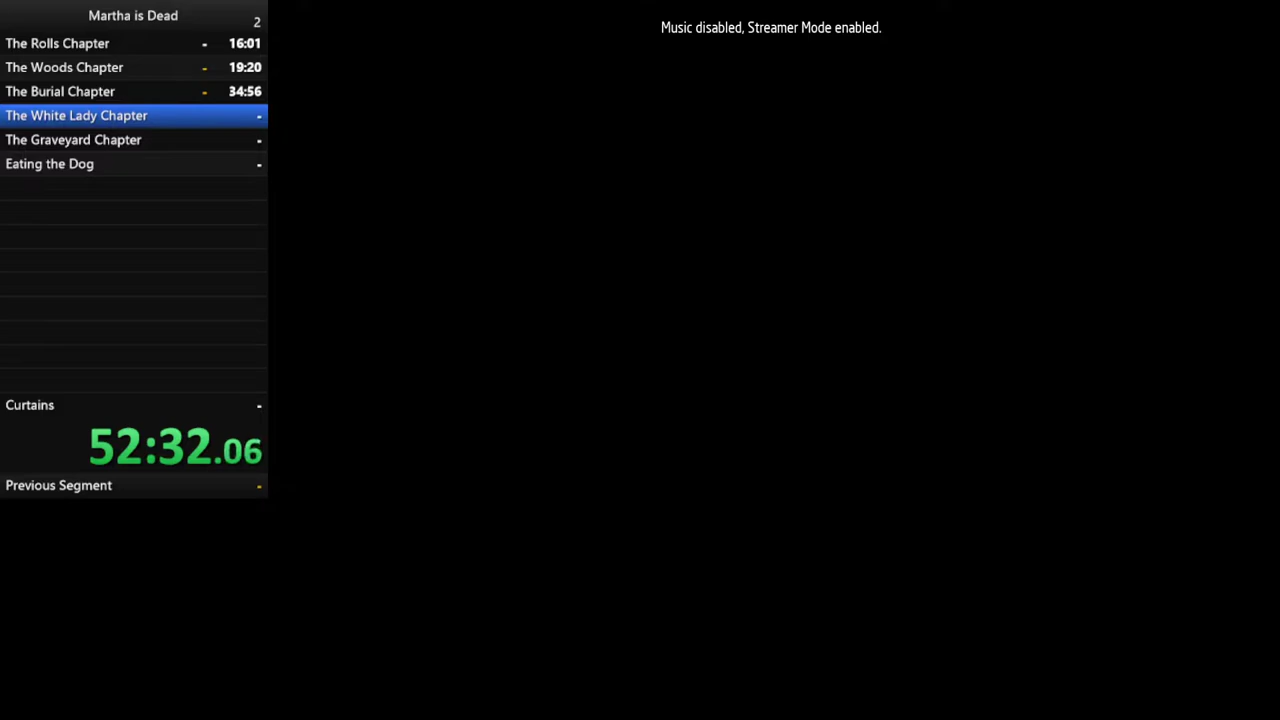 Martha is Dead
2
The Rolls Chapter - 16:01
The Woods Chapter - 19:20
The Burial Chapter - 34:56
The White Lady Chapter -
The Graveyard Chapter -
Eating the Dog -
Curtains -
52:32.06
Previous Segment -
Music disabled, Streamer Mode enabled.